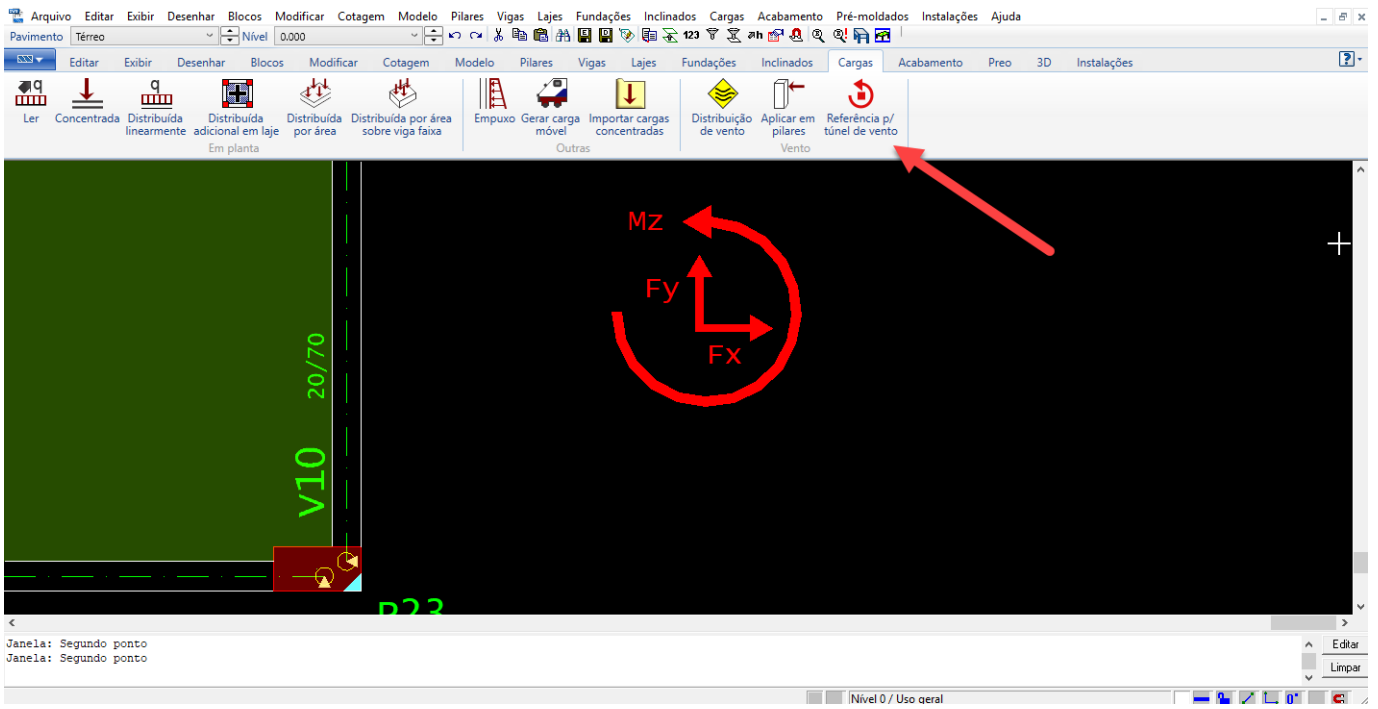 Arquivo Editar Exibir Desenhar Blocos Modificar Cotagem Modelo Pilares Vigas Lajes Fundações Inclinados Cargas Acabamento Pré-moldados Instalações Ajuda
Pavimento Térreo Nível 0.000 123
Editar Exibir Desenhar Blocos Modificar Cotagem Modelo Pilares Vigas Lajes Fundações Inclinados Cargas Acabamento Preo 3D Instalações
q q
Ler Concentrada Distribuída Distribuída Distribuída Distribuída por área Empuxo Gerar carga Importar cargas Distribuição Aplicar em Referência p/
linearmente adicional em laje por área sobre viga faixa móvel concentradas de vento pilares túnel de vento
Em planta Outras Vento
Mz
Fy
Fx
20/70
V10
P23
Janela: Segundo ponto
Janela: Segundo ponto
Editar
Limpar
Nível 0 / Uso geral
0°